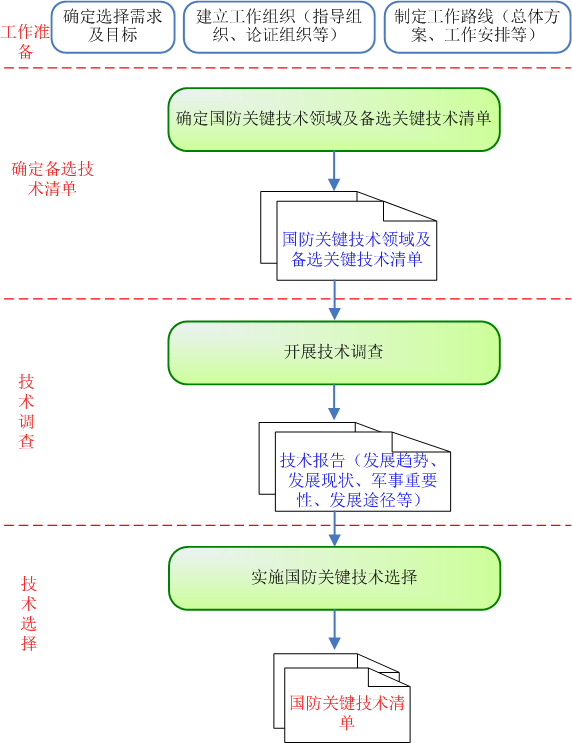 工作准
备
确定选择需求
及目标
建立工作组织（指导组
织、论证组织等）
制定工作路线（总体方
案、工作安排等）
确定国防关键技术领域及备选关键技术清单
确定备选技
术清单
国防关键技术领域及
备选关键技术清单
开展技术调查
技
术
调
查
技术报告（发展趋势、
发展现状、军事重要
性、发展途径等）
实施国防关键技术选择
技
术
选
择
国防关键技术清
单